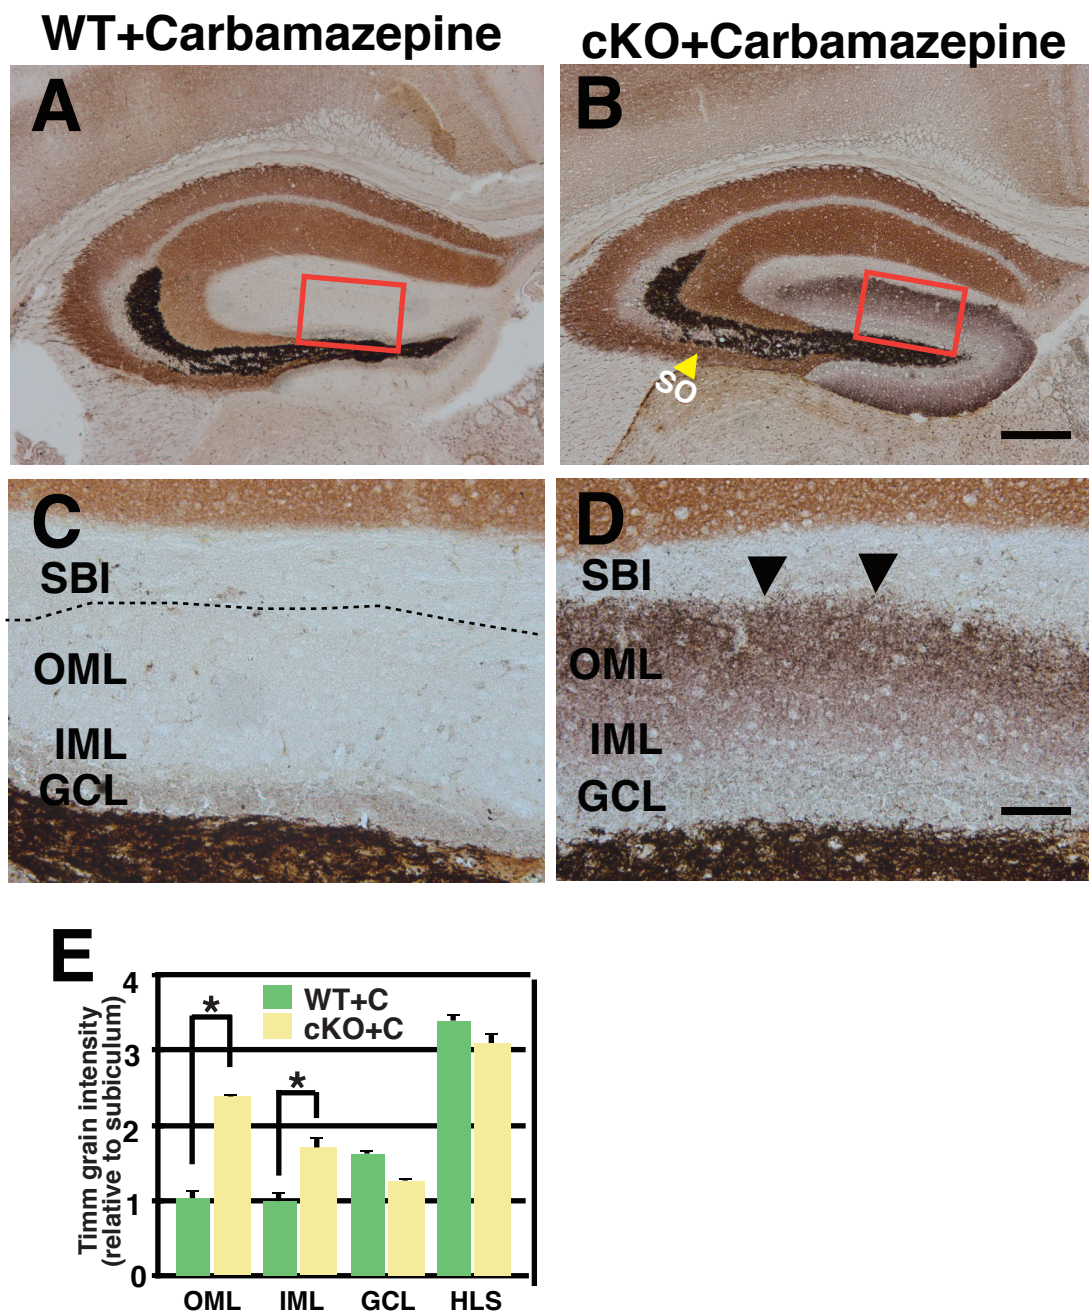 WT+Carbamazepine
cKO+Carbamazepine
A
B
SO
C
SBI
OML
IML
GCL
D
SBI
OML
IML
GCL
E
Timm grain intensity
(relative to subiculum)
4
3
2
1
0
*
*
WT+C
cKO+C
OML
IML
GCL
HLS